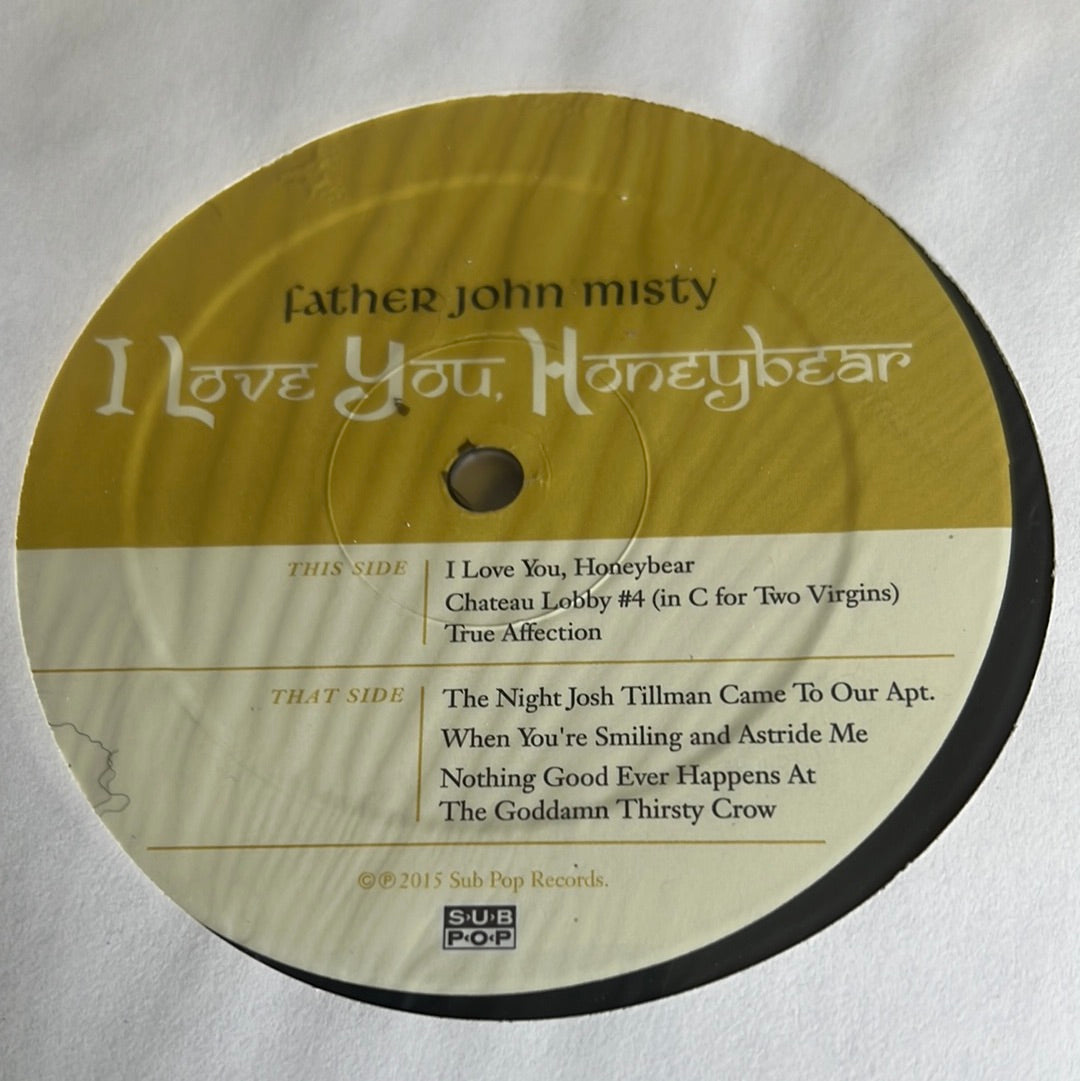 father john misty
I Love You, Honeybear
THIS SIDE
I Love You, Honeybear
Chateau Lobby #4 (in C for Two Virgins)
True Affection
THAT SIDE
The Night Josh Tillman Came To Our Apt.
When You're Smiling and Astride Me
Nothing Good Ever Happens At
The Goddamn Thirsty Crow
©℗2015 Sub Pop Records.
SUB
POP